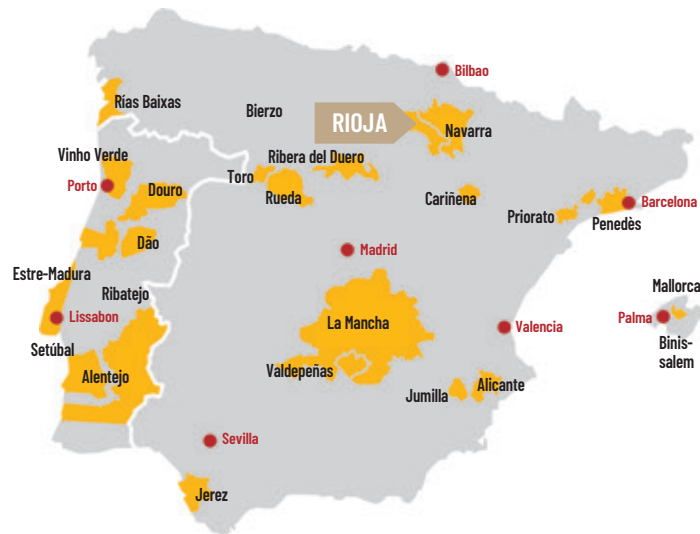 Bilbao
Rías Baixas
Bierzo
RIOJA
Navarra
Vinho Verde
Ribera del Duero
Toro
Porto
Douro
Rueda
Cariñena
Priorato
Barcelona
Penedès
Dão
Madrid
Estre-Madura
Ribatejo
Mallorca
Lissabon
La Mancha
Valencia
Palma
Setúbal
Binis-
salem
Alentejo
Valdepeñas
Jumilla
Alicante
Sevilla
Jerez